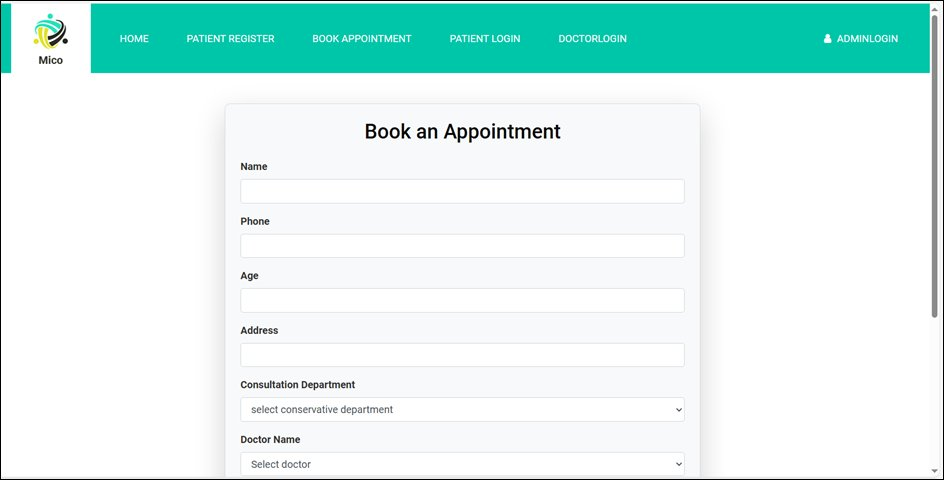 Mico
HOME PATIENT REGISTER BOOK APPOINTMENT PATIENT LOGIN DOCTORLOGIN ADMINLOGIN
Book an Appointment
Name
Phone
Age
Address
Consultation Department
select conservative department
Doctor Name
Select doctor